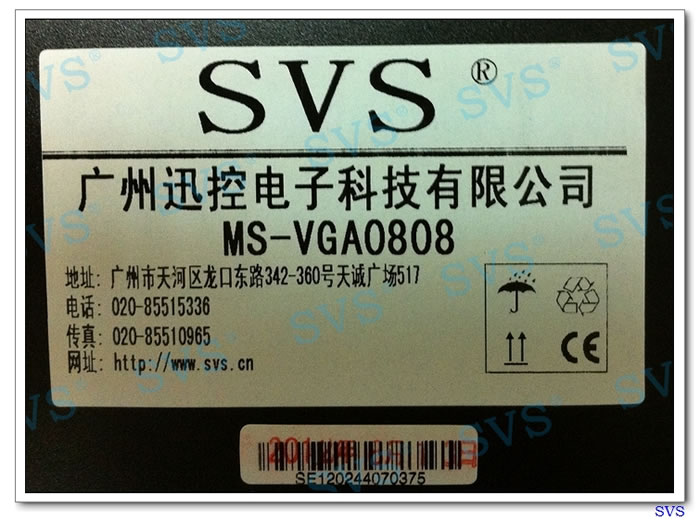 SVS®
广州迅控电子科技有限公司
MS-VGA0808
地址: 广州市天河区龙口东路342-360号天诚广场517
电话: 020-85515336
传真: 020-85510965
网址: http://www.svs.cn
CE
SE120244070375
SVS